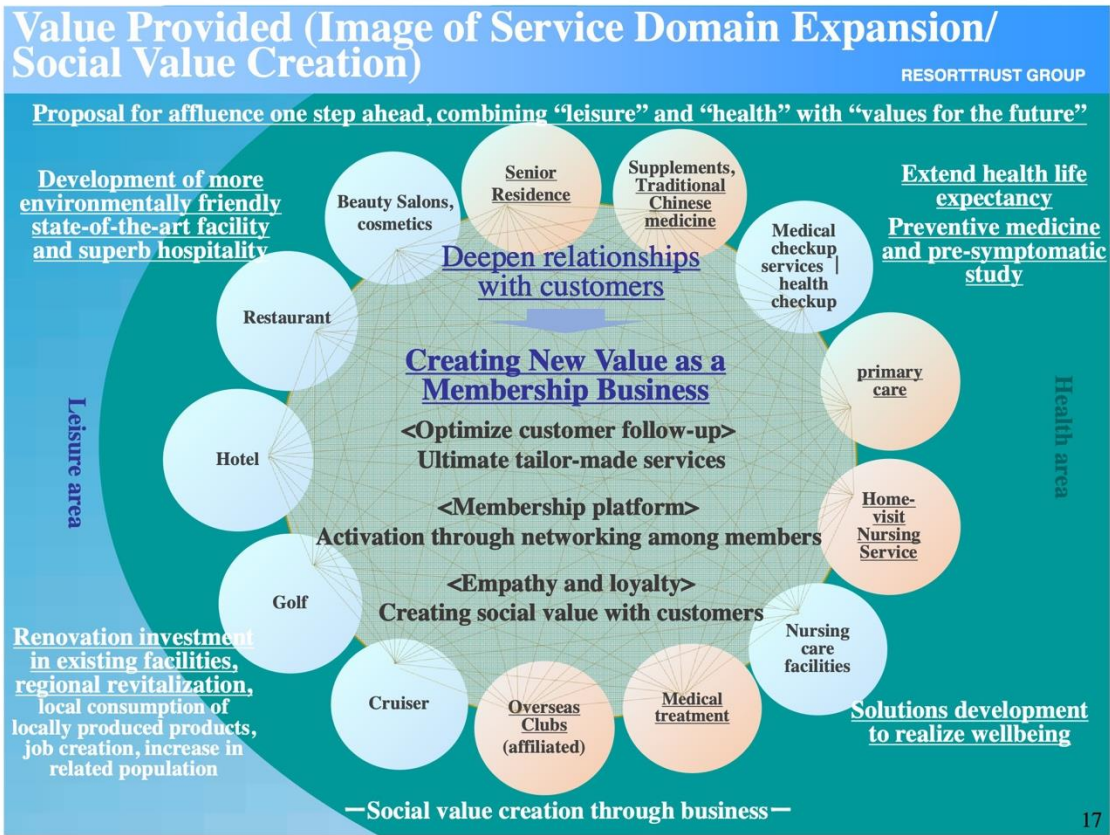 Value Provided (Image of Service Domain Expansion/
Social Value Creation)
RESORTTRUST GROUP
Proposal for affluence one step ahead, combining “leisure” and “health” with “values for the future”
Development of more
environmentally friendly
state-of-the-art facility
and superb hospitality
Beauty Salons,
cosmetics
Senior
Residence
Supplements,
Traditional
Chinese
medicine
Medical
checkup
services |
health
checkup
Extend health life
expectancy
Preventive medicine
and pre-symptomatic
study
Deepen relationships
with customers
Restaurant
Creating New Value as a
Membership Business
primary
care
Leisure area
Health area
Hotel
<Optimize customer follow-up>
Ultimate tailor-made services
<Membership platform>
Activation through networking among members
Home-
visit
Nursing
Service
<Empathy and loyalty>
Creating social value with customers
Golf
Nursing
care
facilities
Renovation investment
in existing facilities,
regional revitalization,
local consumption of
locally produced products,
job creation, increase in
related population
Cruiser
Overseas
Clubs
(affiliated)
Medical
treatment
Solutions development
to realize wellbeing
—Social value creation through business—
17